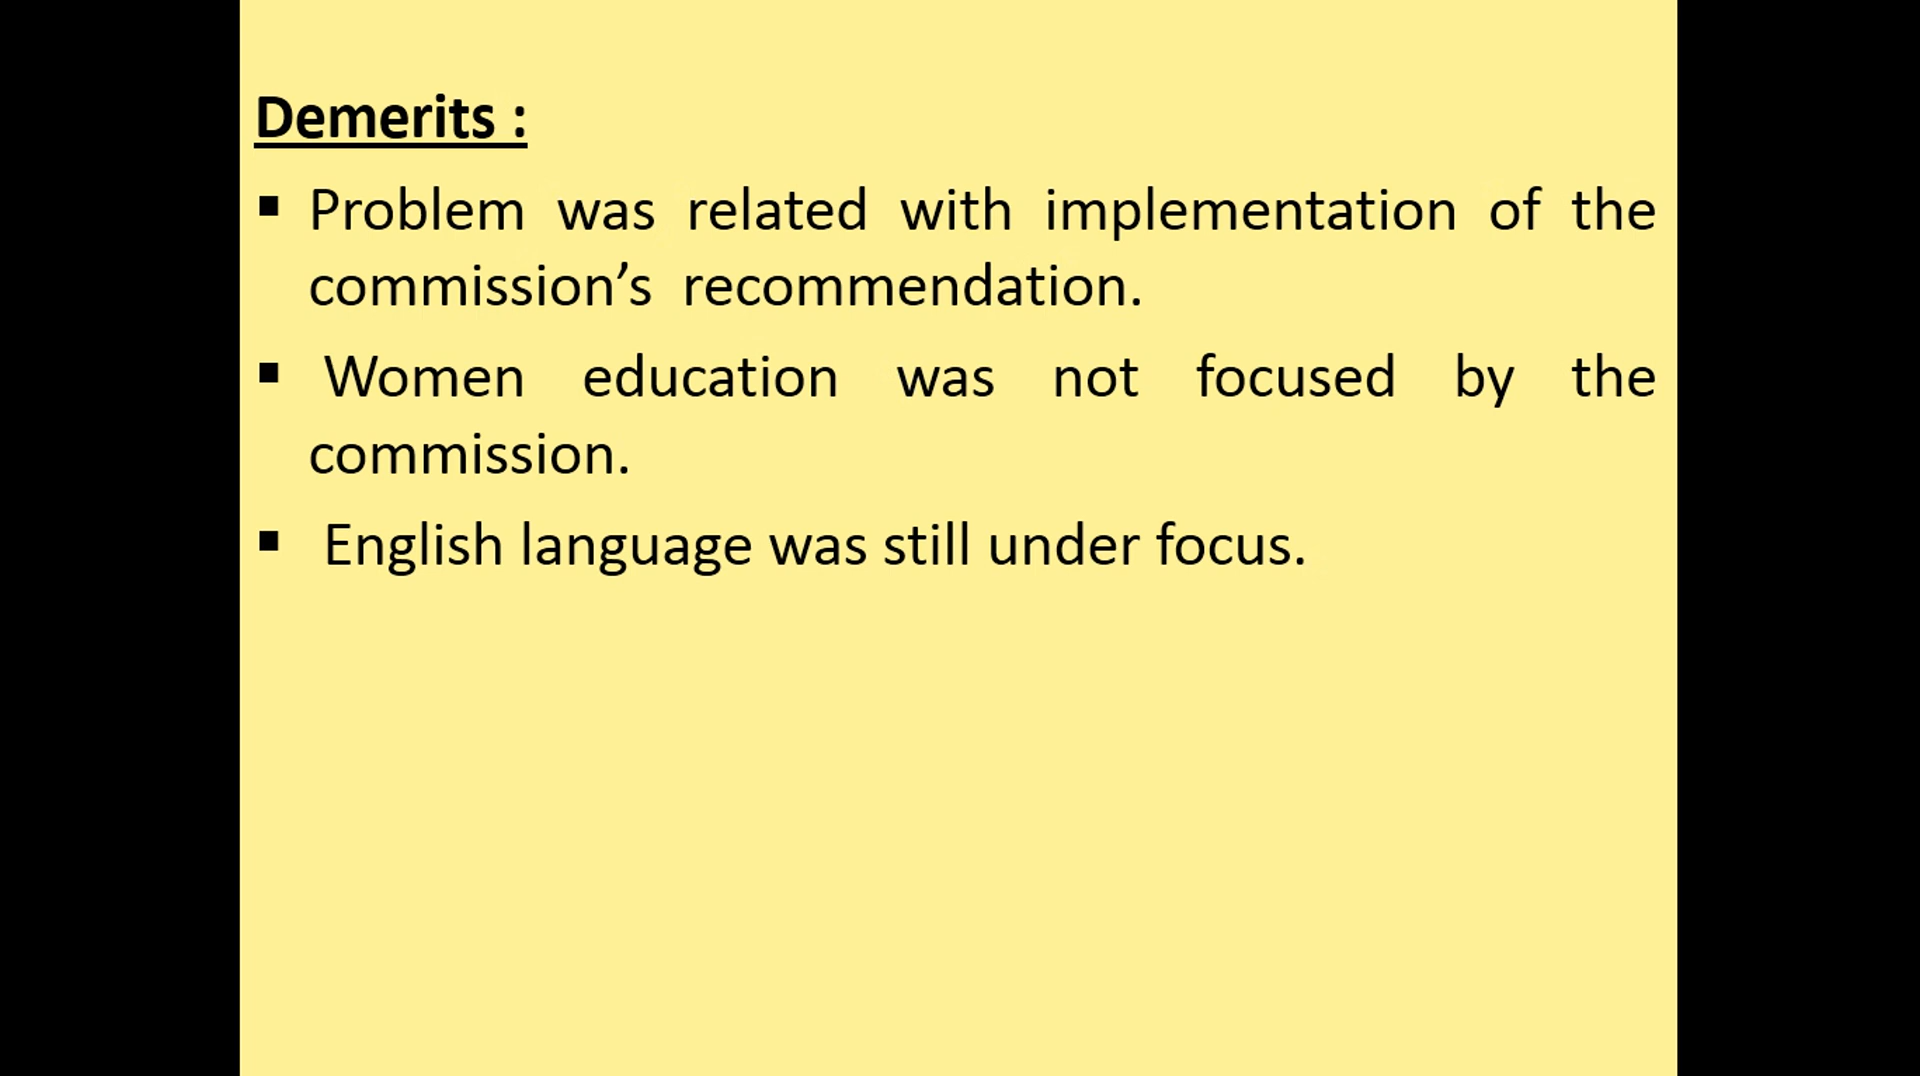 Demerits :
▪ Problem was related with implementation of the
commission’s recommendation.
▪ Women education was not focused by the
commission.
▪ English language was still under focus.